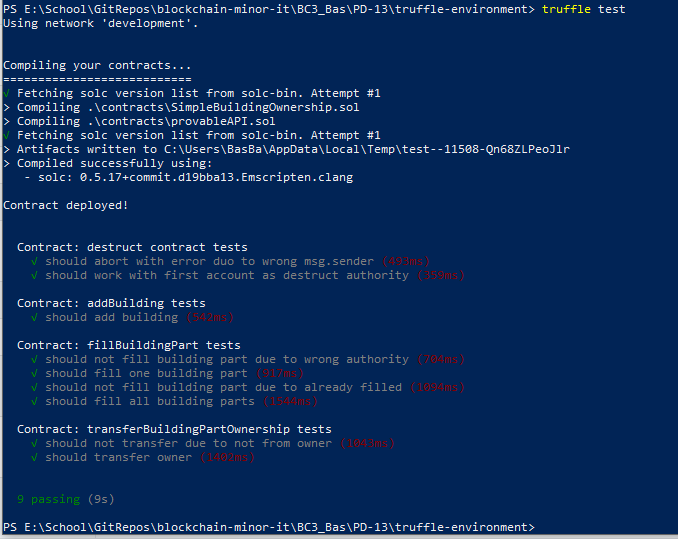 PS E:\School\GitRepos\blockchain-minor-it\BC3_Bas\PD-13\truffle-environment> truffle test
Using network 'development'.
Compiling your contracts...
===========================
√ Fetching solc version list from solc-bin. Attempt #1
> Compiling .\contracts\SimpleBuildingOwnership.sol
> Compiling .\contracts\provableAPI.sol
√ Fetching solc version list from solc-bin. Attempt #1
> Artifacts written to C:\Users\BasBa\AppData\Local\Temp\test--11508-Qn68ZLPeoJlr
> Compiled successfully using:
- solc: 0.5.17+commit.d19bba13.Emscripten.clang
Contract deployed!
Contract: destruct contract tests
√ should abort with error duo to wrong msg.sender (493ms)
√ should work with first account as destruct authority (359ms)
Contract: addBuilding tests
√ should add building (542ms)
Contract: fillBuildingPart tests
√ should not fill building part due to wrong authority (704ms)
√ should fill one building part (917ms)
√ should not fill building part due to already filled (1094ms)
√ should fill all building parts (1544ms)
Contract: transferBuildingPartOwnership tests
√ should not transfer due to not from owner (1043ms)
√ should transfer owner (1402ms)
9 passing (9s)
PS E:\School\GitRepos\blockchain-minor-it\BC3_Bas\PD-13\truffle-environment>